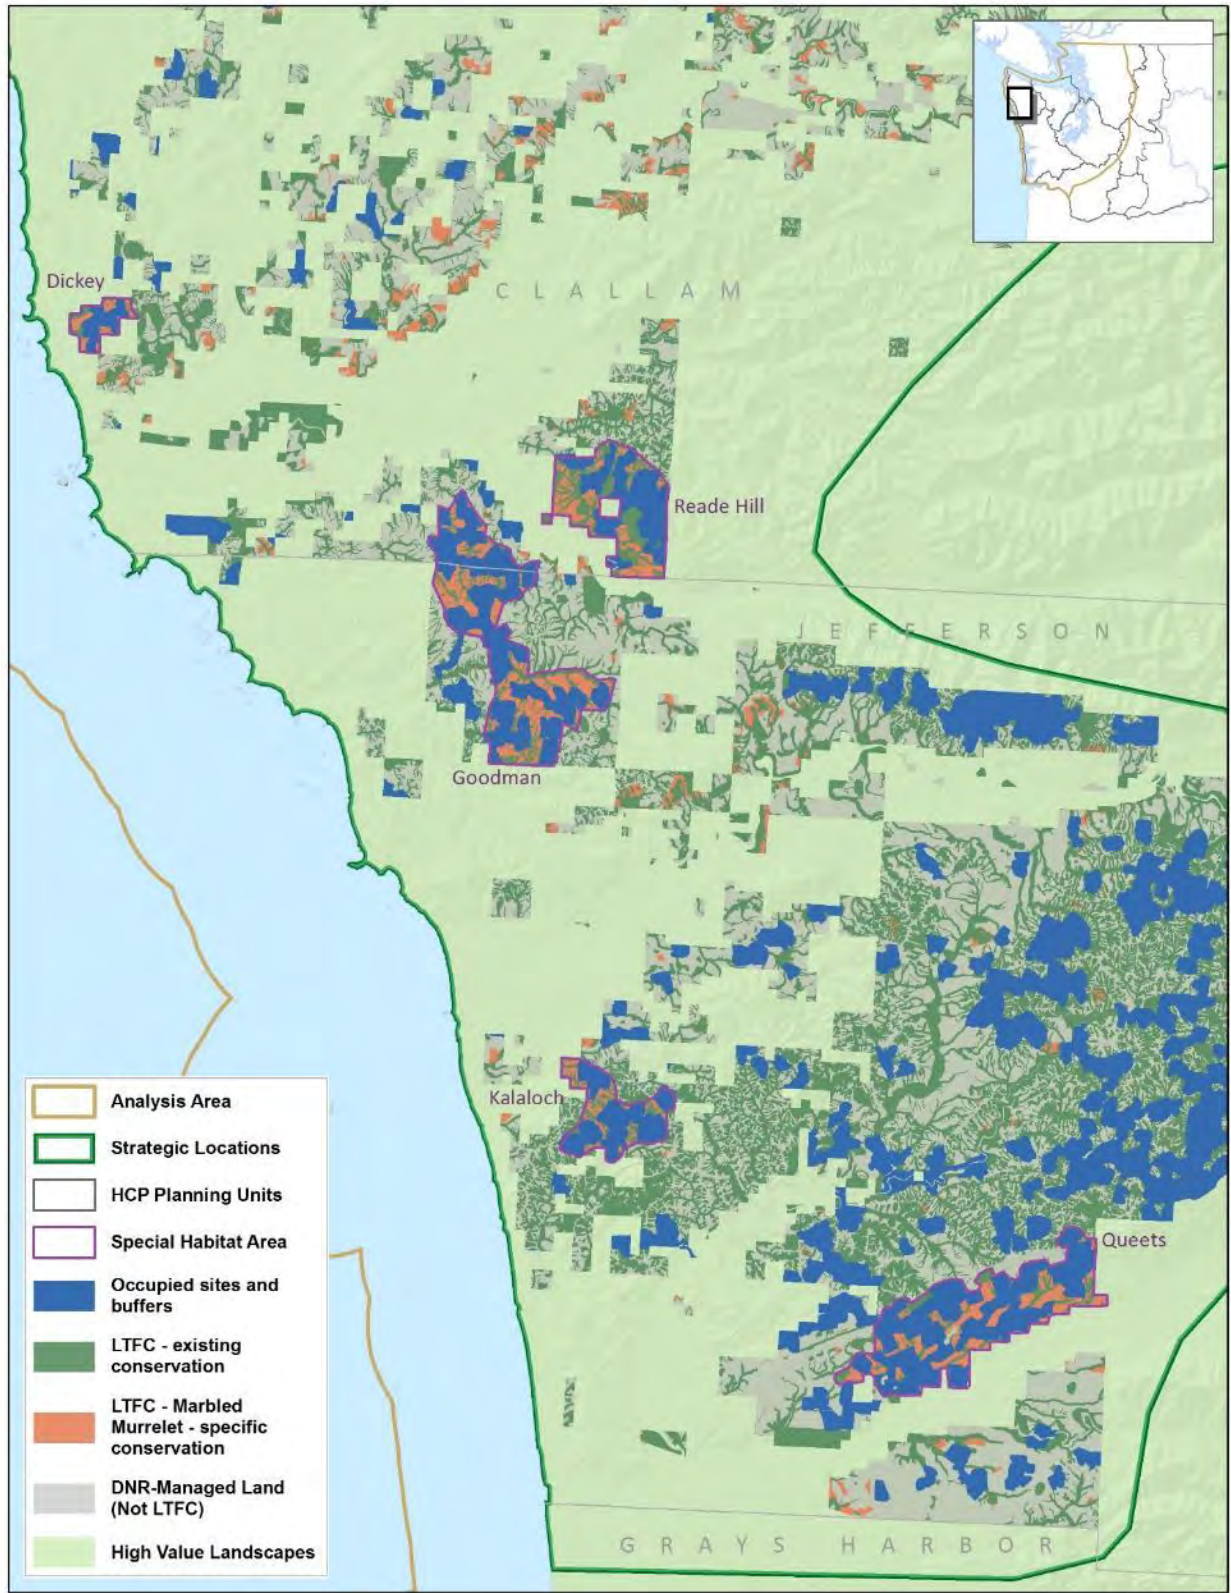 Dickey
C L A L L A M
Reade Hill
J E F F E R S O N
Goodman
Kalaloch
Queets
G R A Y S H A R B O R
Analysis Area
Strategic Locations
HCP Planning Units
Special Habitat Area
Occupied sites and
buffers
LTFC - existing
conservation
LTFC - Marbled
Murrelet - specific
conservation
DNR-Managed Land
(Not LTFC)
High Value Landscapes